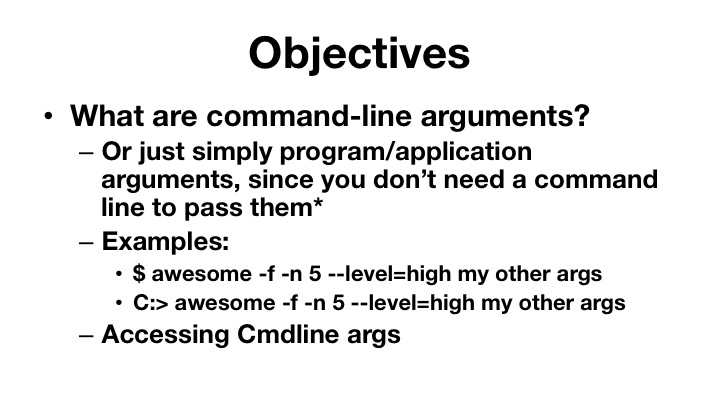 Objectives
• What are command-line arguments?
– Or just simply program/application
arguments, since you don’t need a command
line to pass them*
– Examples:
• $ awesome -f -n 5 --level=high my other args
• C:> awesome -f -n 5 --level=high my other args
– Accessing Cmdline args